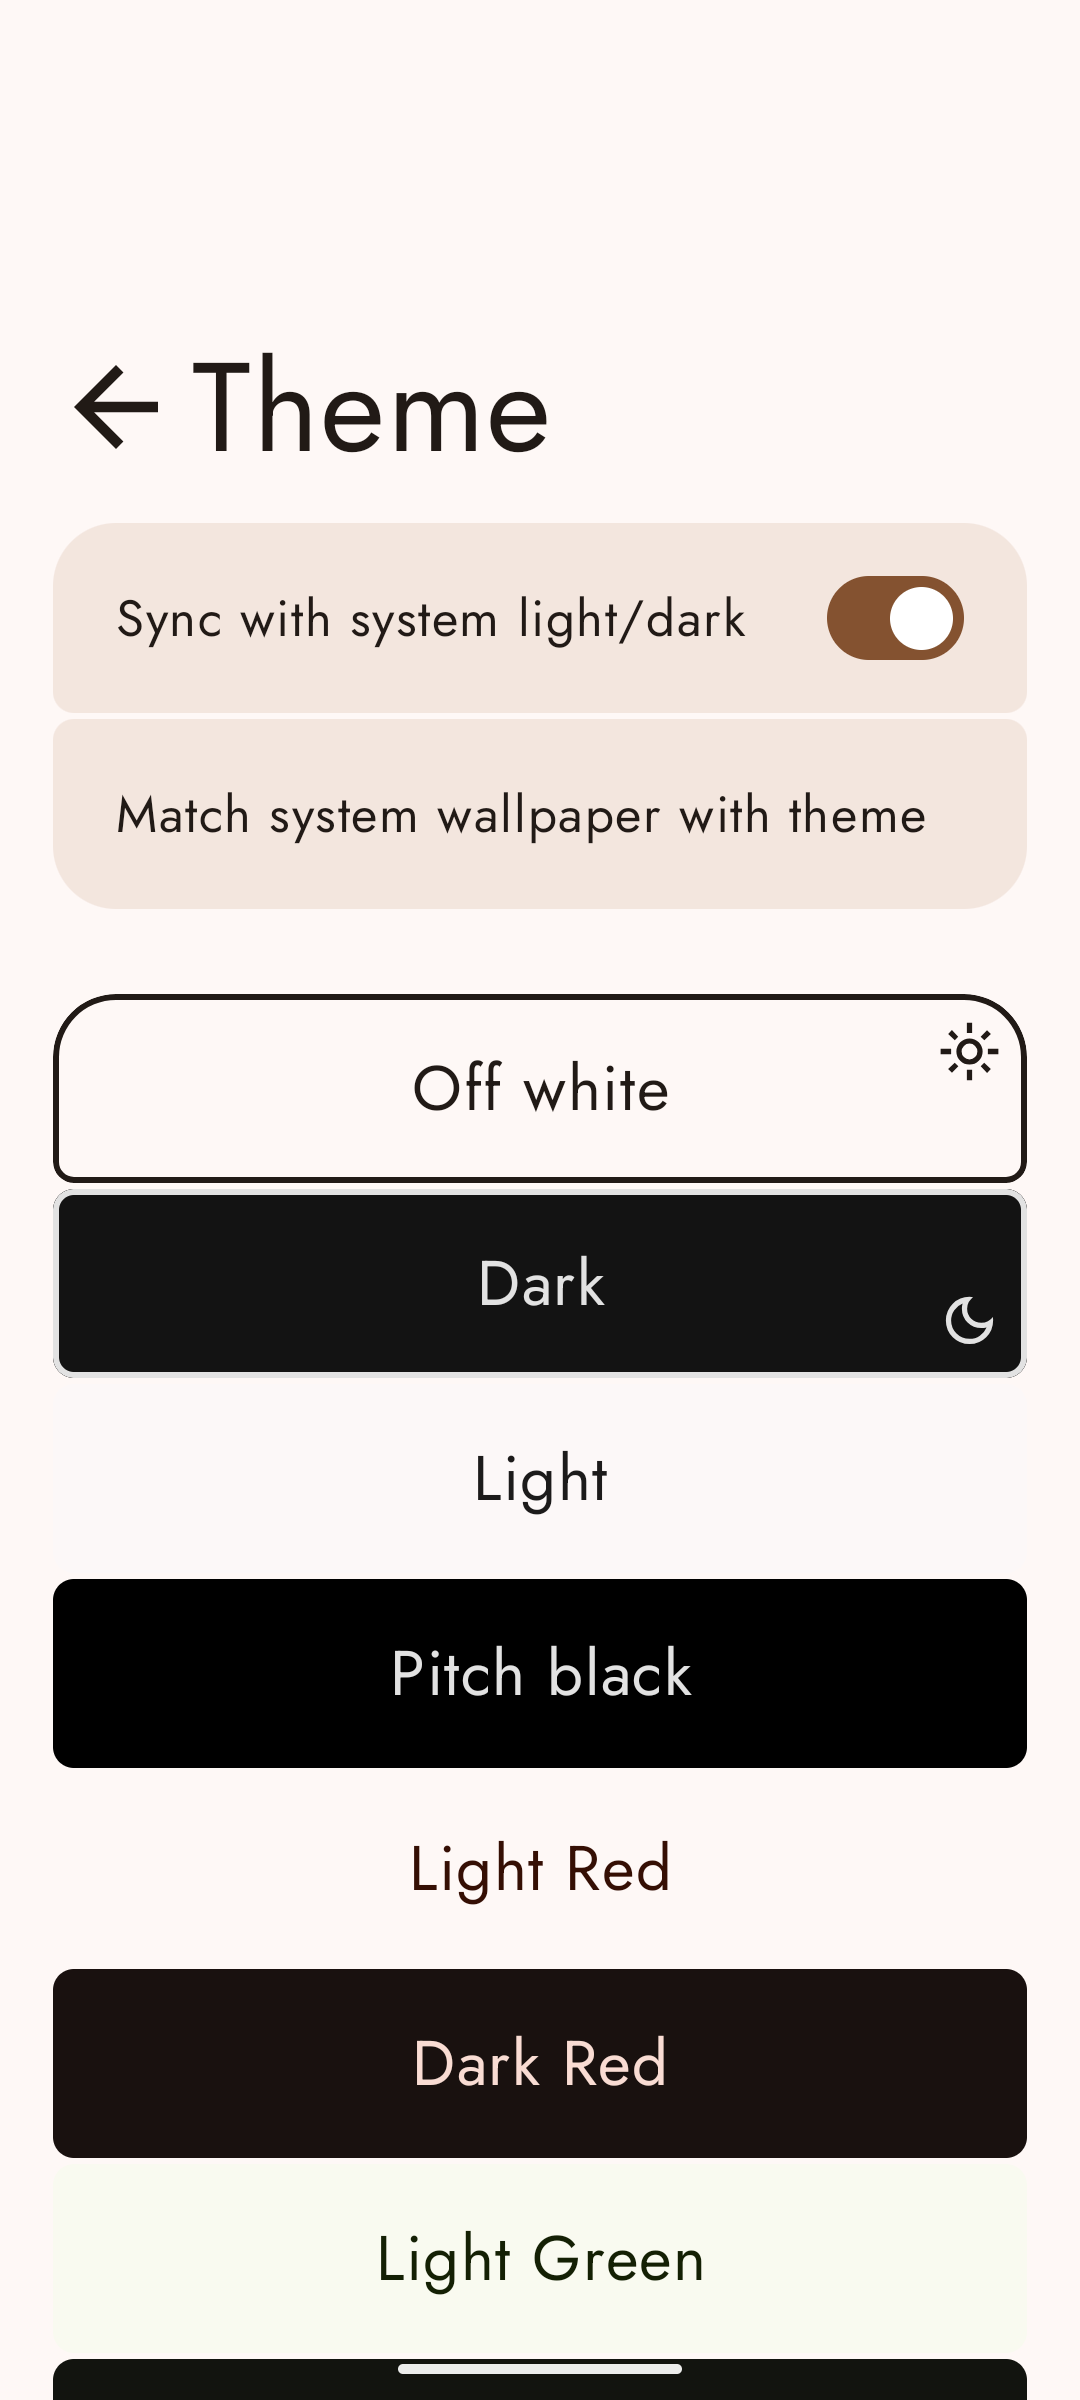 Theme
Sync with system light/dark
Match system wallpaper with theme
Off white
Dark
Light
Pitch black
Light Red
Dark Red
Light Green